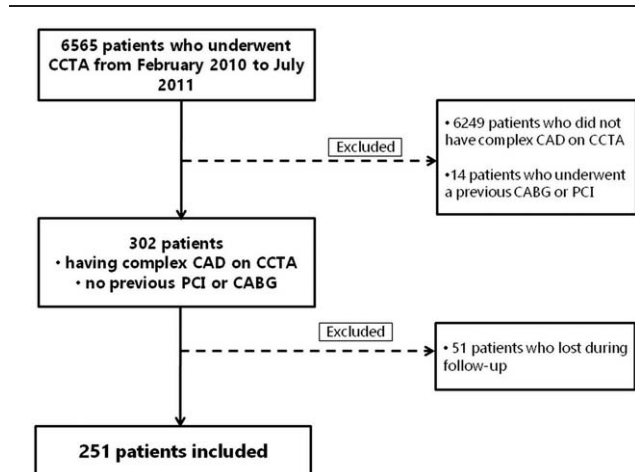 6565 patients who underwent
CCTA from February 2010 to July
2011
Excluded
• 6249 patients who did not
have complex CAD on CCTA
•14 patients who underwent
a previous CABG or PCI
302 patients
• having complex CAD on CCTA
• no previous PCI or CABG
Excluded
• 51 patients who lost during
follow-up
251 patients included